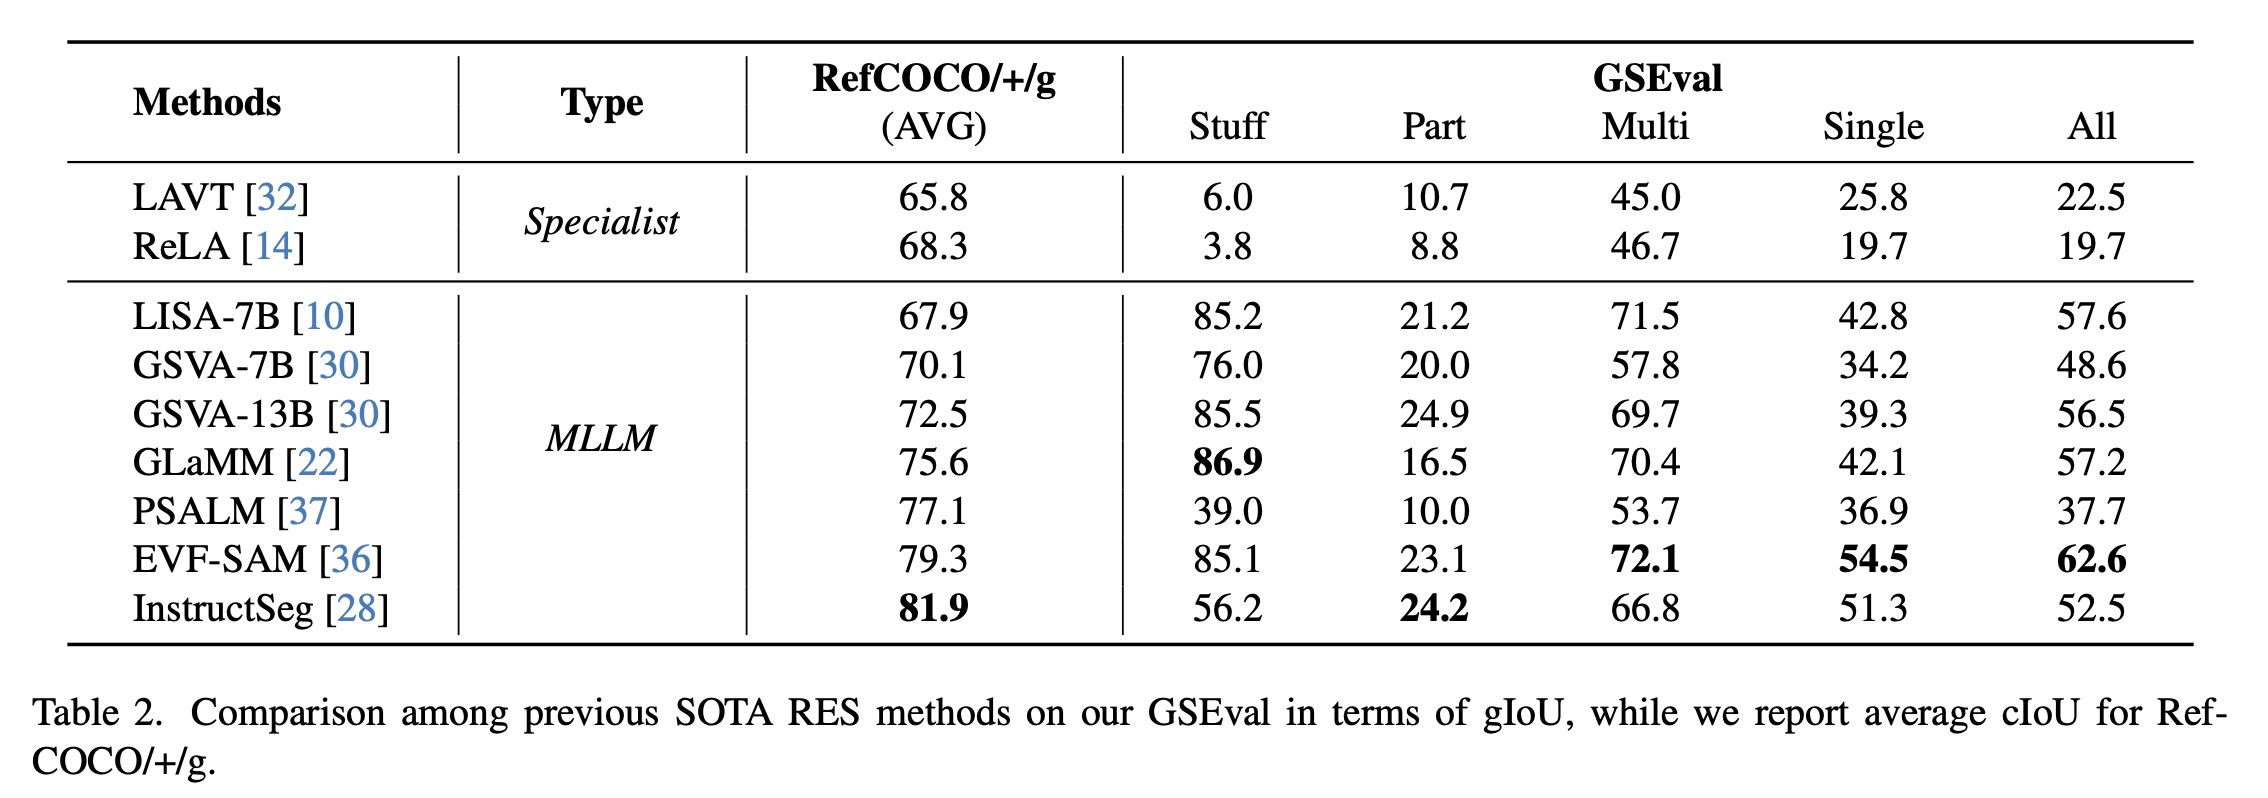 Methods Type RefCOCO/+/g (AVG) GSEval
Stuff Part Multi Single All
LAVT [32] Specialist 65.8 6.0 10.7 45.0 25.8 22.5
ReLA [14] 68.3 3.8 8.8 46.7 19.7 19.7
LISA-7B [10] MLLM 67.9 85.2 21.2 71.5 42.8 57.6
GSVA-7B [30] 70.1 76.0 20.0 57.8 34.2 48.6
GSVA-13B [30] 72.5 85.5 24.9 69.7 39.3 56.5
GLaMM [22] 75.6 86.9 16.5 70.4 42.1 57.2
PSALM [37] 77.1 39.0 10.0 53.7 36.9 37.7
EVF-SAM [36] 79.3 85.1 23.1 72.1 54.5 62.6
InstructSeg [28] 81.9 56.2 24.2 66.8 51.3 52.5
Table 2. Comparison among previous SOTA RES methods on our GSEval in terms of gIoU, while we report average cIoU for Ref-
COCO/+/g.